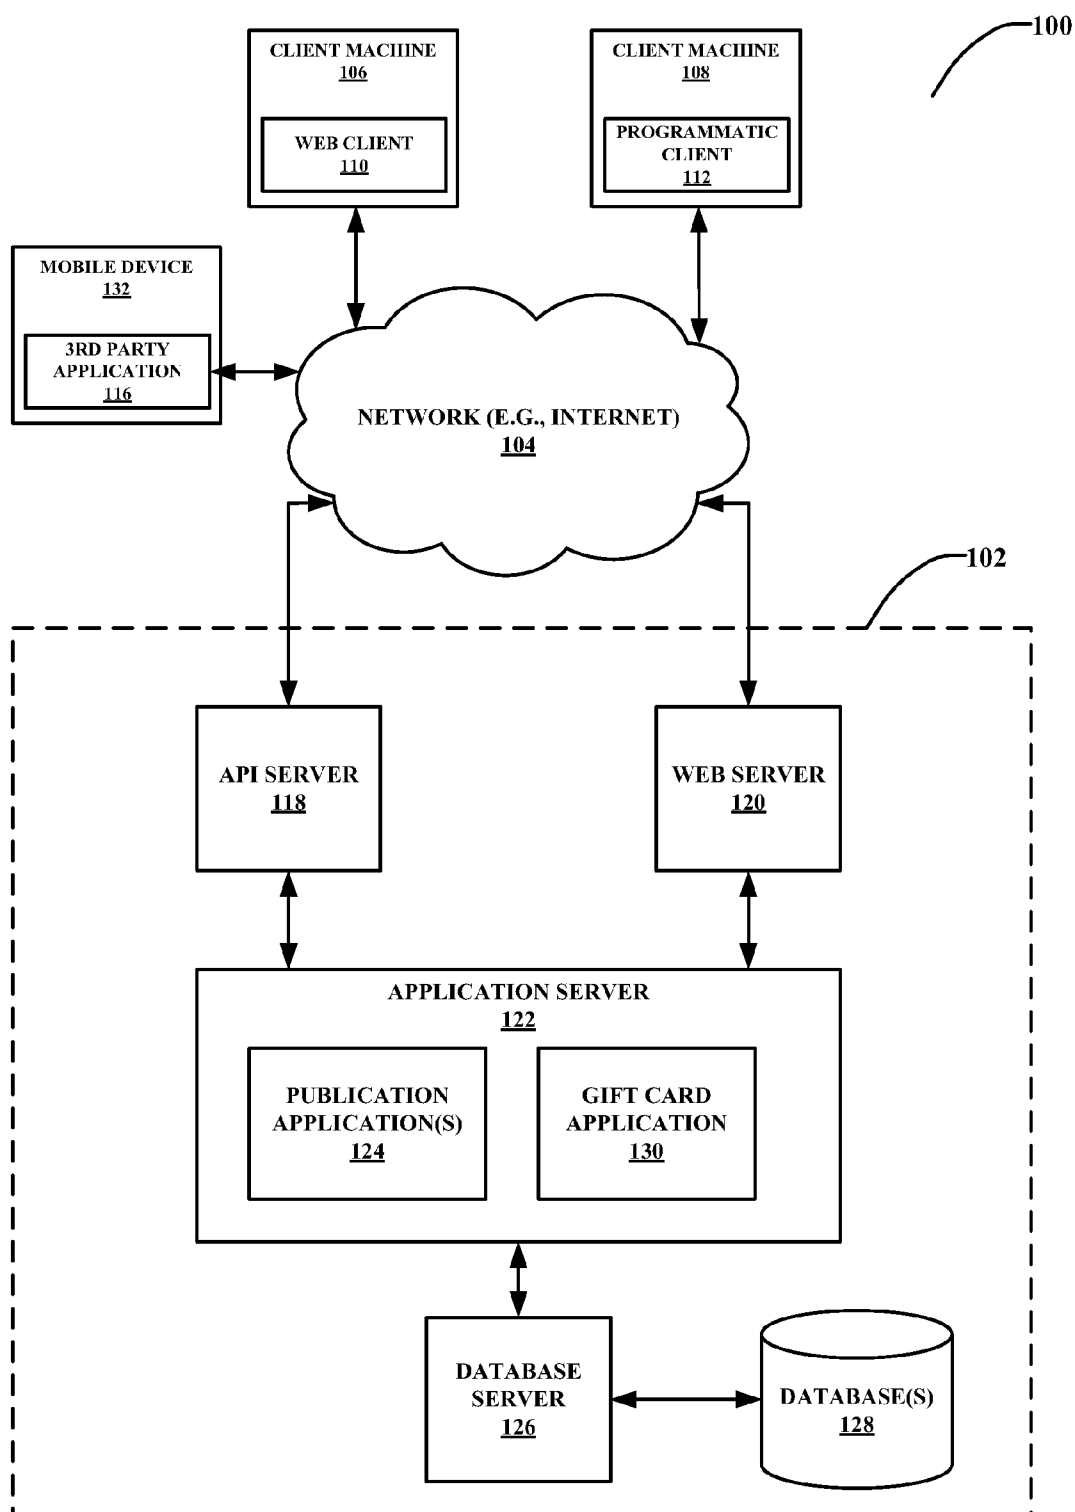 100
CLIENT MACHINE
106
WEB CLIENT
110
CLIENT MACHINE
108
PROGRAMMATIC
CLIENT
112
MOBILE DEVICE
132
3RD PARTY
APPLICATION
116
NETWORK (E.G., INTERNET)
104
102
API SERVER
118
WEB SERVER
120
APPLICATION SERVER
122
PUBLICATION
APPLICATION(S)
124
GIFT CARD
APPLICATION
130
DATABASE
SERVER
126
DATABASE(S)
128